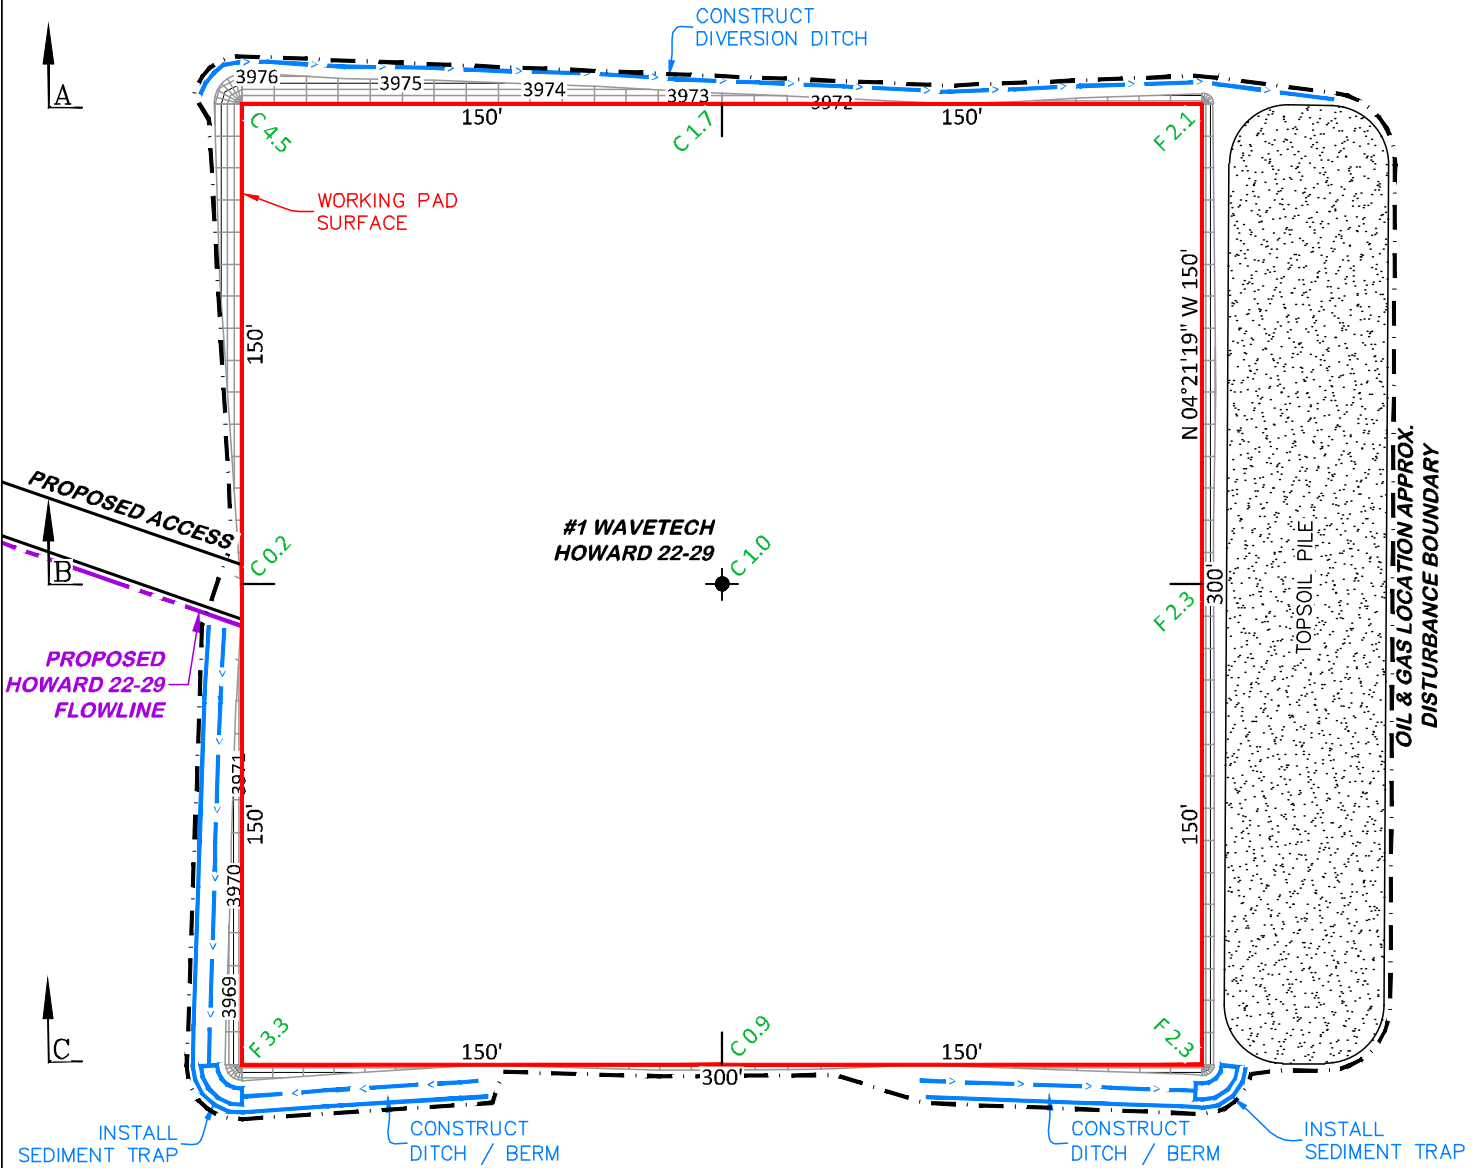 CONSTRUCT
DIVERSION DITCH
A
3976
3975
3974
3973
3972
C 4.5
150'
C 1.7
150'
F 2.1
WORKING PAD
SURFACE
150'
N 04°21'19" W 150'
PROPOSED ACCESS
B
C 0.2
#1 WAVETECH
HOWARD 22-29
C 1.0
F 2.3
300'
TOPSOIL PILE
OIL & GAS LOCATION APPROX.
DISTURBANCE BOUNDARY
PROPOSED
HOWARD 22-29
FLOWLINE
3971
150'
150'
3970
3969
C
F 3.3
150'
C 0.9
150'
F 2.3
300'
INSTALL
SEDIMENT TRAP
CONSTRUCT
DITCH / BERM
CONSTRUCT
DITCH / BERM
INSTALL
SEDIMENT TRAP